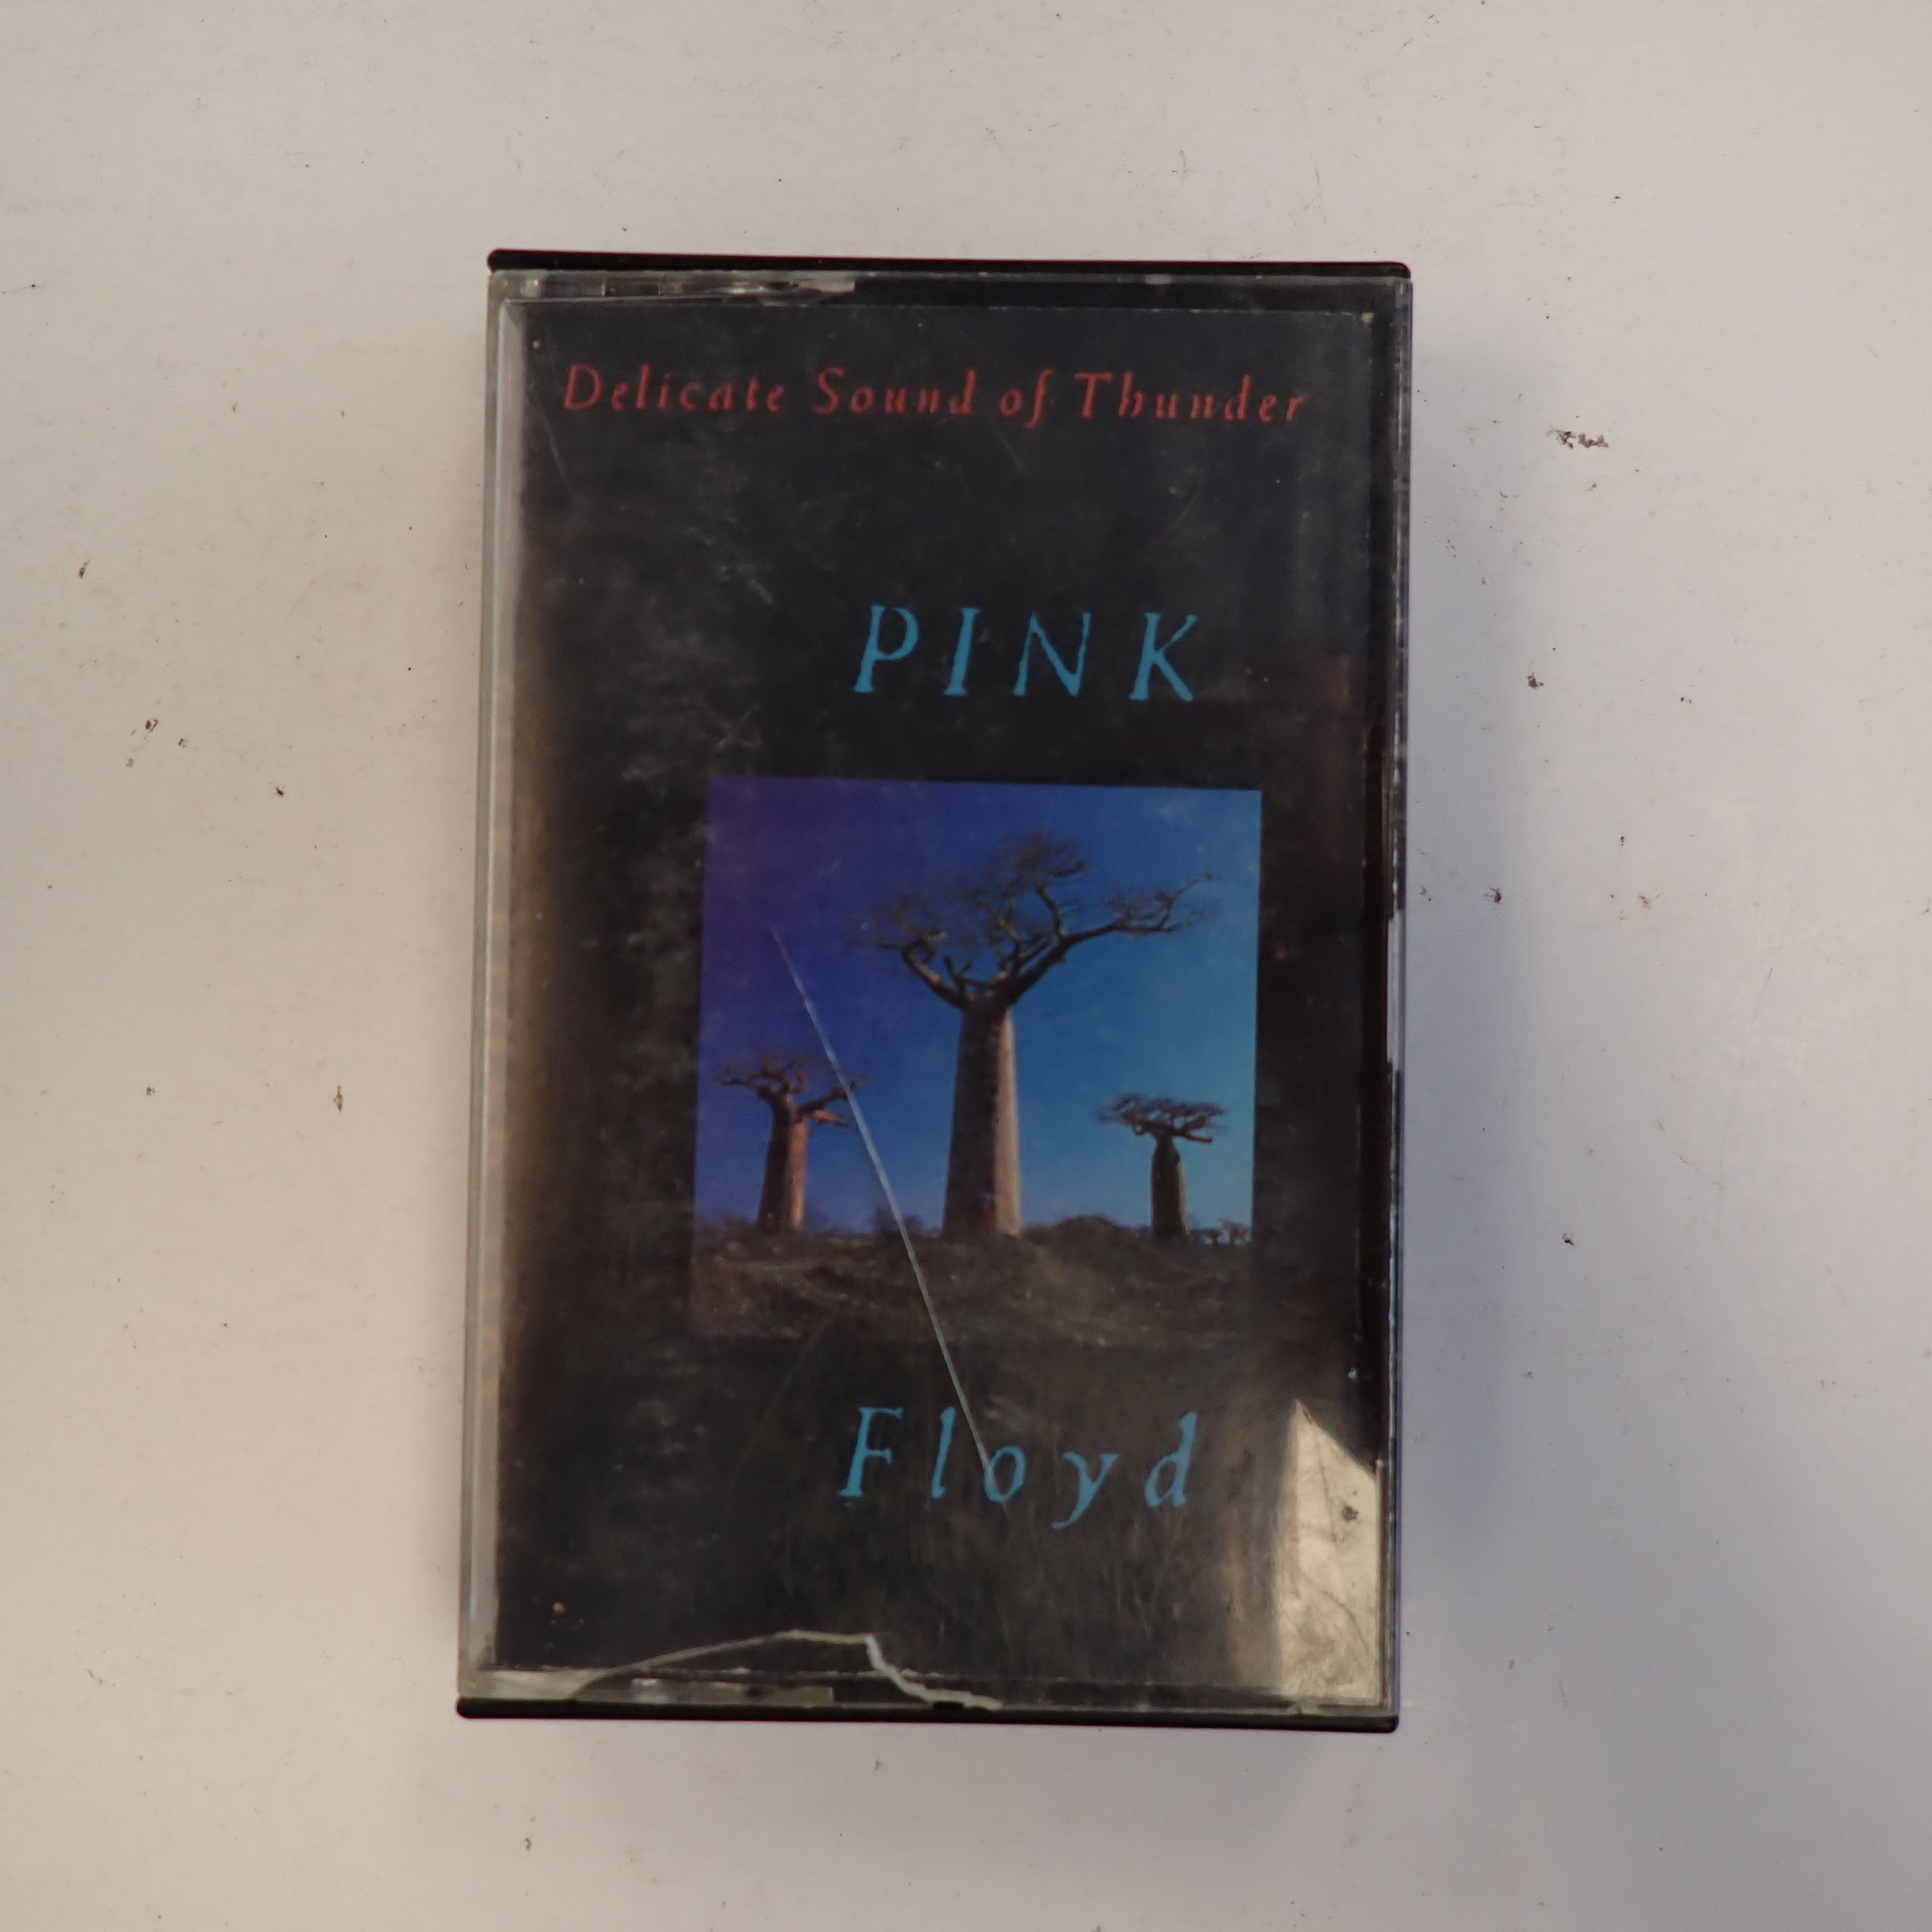 Delicate Sound of Thunder
PINK
Floyd